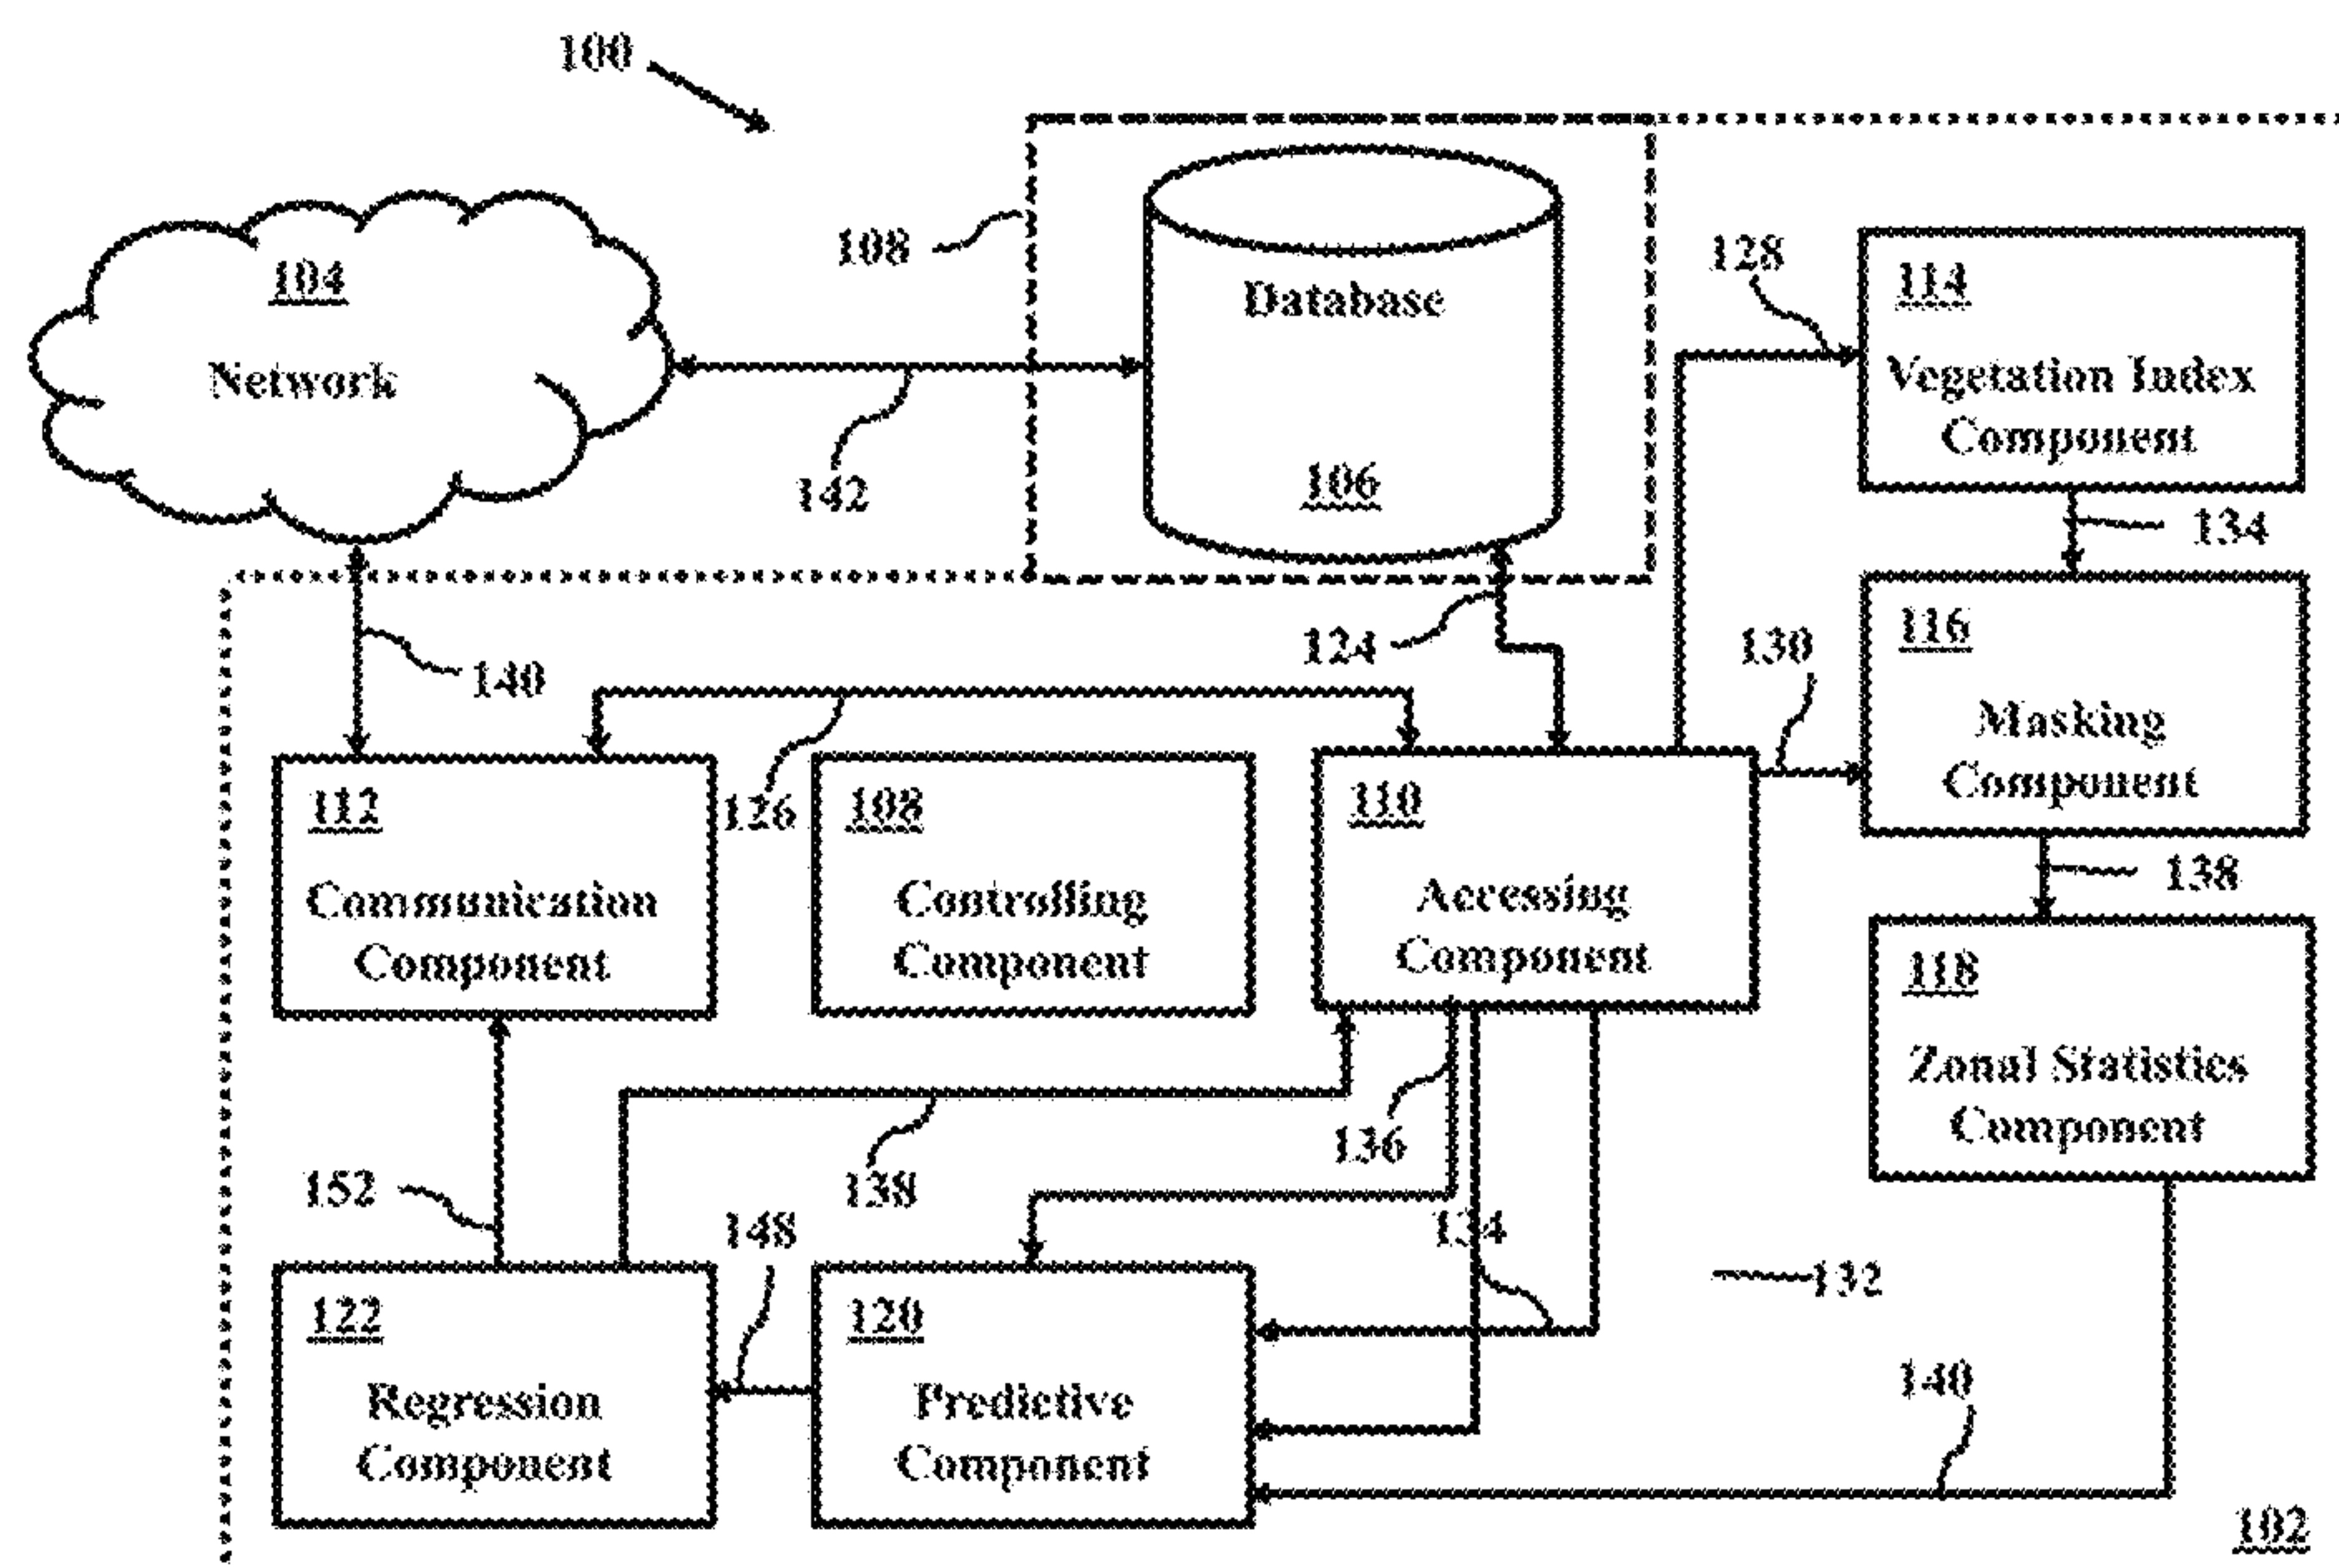 100
108
104
Network
142
Database
106
128
114
Vegetation Index
Component
134
124
140
130
116
Masking
Component
126
112
Communication
Component
108
Controlling
Component
110
Accessing
Component
138
118
Zonal Statistics
Component
136
138
152
148
134
132
122
Regression
Component
120
Predictive
Component
140
102